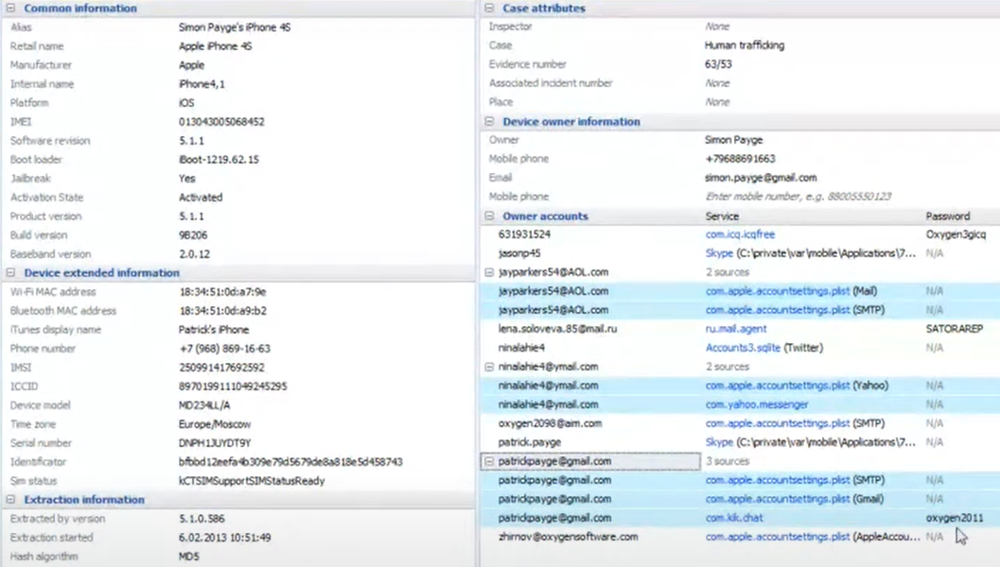 Common information
Alias Simon Payge's iPhone 4S
Retail name Apple iPhone 4S
Manufacturer Apple
Internal name iPhone4,1
Platform iOS
IMEI 013043005068452
Software revision 5.1.1
Boot loader iBoot-1219.62.15
Jailbreak Yes
Activation State Activated
Product version 5.1.1
Build version 9B206
Baseband version 2.0.12
Device extended information
Wi-Fi MAC address 18:34:51:0d:a7:9e
Bluetooth MAC address 18:34:51:0d:a9:b2
iTunes display name Patrick's iPhone
Phone number +7 (968) 869-16-63
IMSI 250991417692592
ICCID 8970199111049245295
Device model MD234LL/A
Time zone Europe/Moscow
Serial number DNPH1JUYDT9Y
Identificator bfbbd12eefa4b309e79d5679de8a818e5d458743
Sim status kCTSIMSupportSIMStatusReady
Extraction information
Extracted by version 5.1.0.586
Extraction started 6.02.2013 10:51:49
Hash algorithm MD5
Case attributes
Inspector None
Case Human trafficking
Evidence number 63/53
Associated incident number None
Place None
Device owner information
Owner Simon Payge
Mobile phone +79688691663
Email simon.payge@gmail.com
Mobile phone Enter mobile number, e.g. 88005550123
Owner accounts Service Password
631931524 com.icq.icqfree Oxygen3gicq
jasonp45 Skype (C:\private\var\mobile\Applications\7... N/A
jayparkers54@AOL.com 2 sources
jayparkers54@AOL.com com.apple.accountsettings.plist (Mail) N/A
jayparkers54@AOL.com com.apple.accountsettings.plist (SMTP) N/A
lena.soloveva.85@mail.ru ru.mail.agent SATORAREP
ninalahie4 Accounts3.sqlite (Twitter) N/A
ninalahie4@ymail.com 2 sources
ninalahie4@ymail.com com.apple.accountsettings.plist (Yahoo) N/A
ninalahie4@ymail.com com.yahoo.messenger N/A
oxygen2098@aim.com com.apple.accountsettings.plist (SMTP) N/A
patrick.payge Skype (C:\private\var\mobile\Applications\7... N/A
patrickpayge@gmail.com 3 sources
patrickpayge@gmail.com com.apple.accountsettings.plist (SMTP) N/A
patrickpayge@gmail.com com.apple.accountsettings.plist (Gmail) N/A
patrickpayge@gmail.com com.kik.chat oxygen2011
zhirnov@oxygensoftware.com com.apple.accountsettings.plist (AppleAccou... N/A